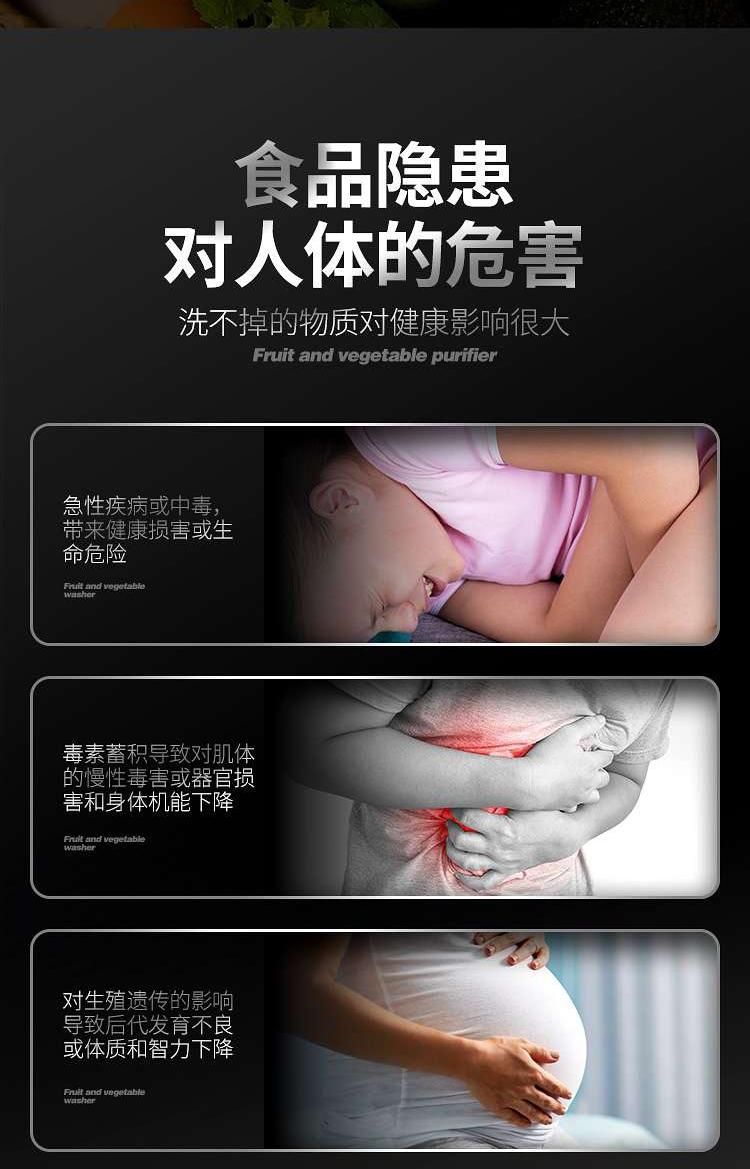 食品隐患
对人体的危害
洗不掉的物质对健康影响很大
Fruit and vegetable purifier
急性疾病或中毒，
带来健康损害或生
命危险
Fruit and vegetable
washer
毒素蓄积导致对肌体
的慢性毒害或器官损
害和身体机能下降
Fruit and vegetable
washer
对生殖遗传的影响
导致后代发育不良
或体质和智力下降
Fruit and vegetable
washer